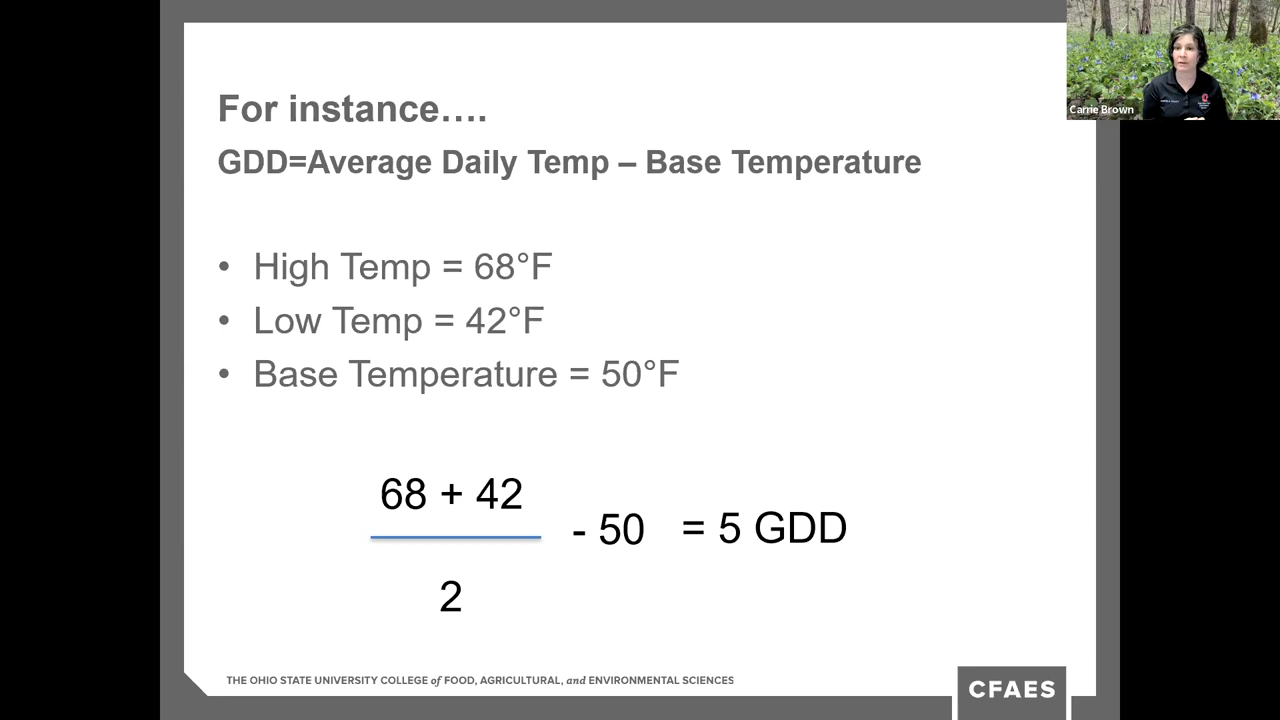 For instance….
GDD=Average Daily Temp – Base Temperature
• High Temp = 68°F
• Low Temp = 42°F
• Base Temperature = 50°F
68 + 42
- 50 = 5 GDD
2
THE OHIO STATE UNIVERSITY COLLEGE of FOOD, AGRICULTURAL, and ENVIRONMENTAL SCIENCES
CFAES
Carrie Brown